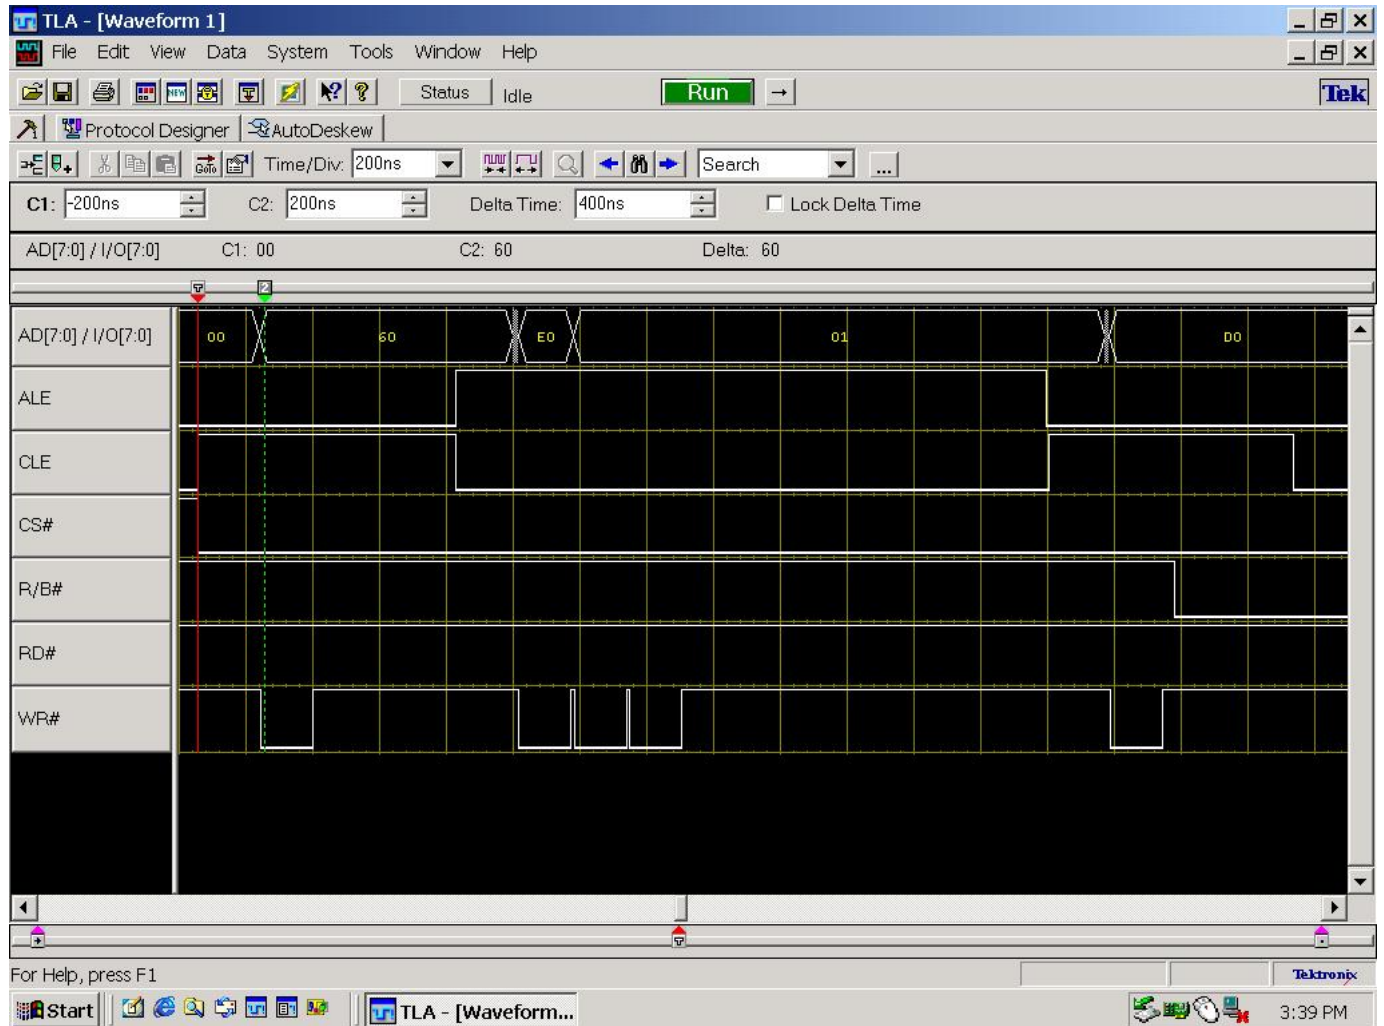 TLA - [Waveform 1]
File Edit View Data System Tools Window Help
Status Idle Run Tek
Protocol Designer AutoDeskew
Time/Div: 200ns Search ...
C1: -200ns C2: 200ns Delta Time: 400ns Lock Delta Time
AD[7:0] / I/O[7:0] C1: 00 C2: 60 Delta: 60
AD[7:0] / I/O[7:0] 00 60 E0 01 D0
ALE
CLE
CS#
R/B#
RD#
WR#
For Help, press F1 Tektronix
Start TLA - [Waveform... 3:39 PM